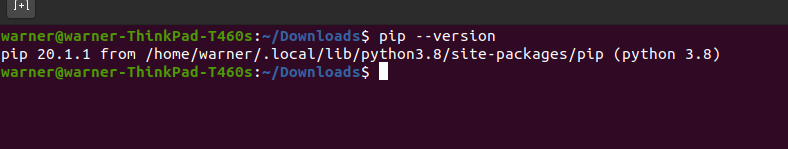 warner@warner-ThinkPad-T460s:~/Downloads$ pip --version
pip 20.1.1 from /home/warner/.local/lib/python3.8/site-packages/pip (python 3.8)
warner@warner-ThinkPad-T460s:~/Downloads$